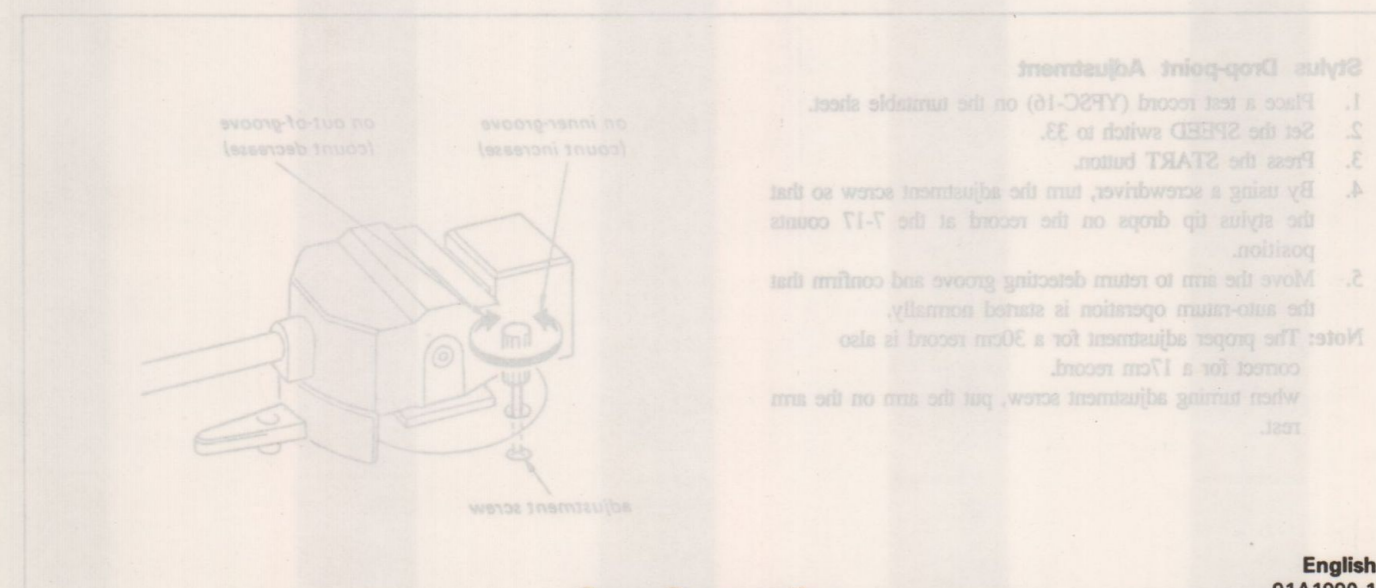 Stylus Drop-point Adjustment
1. Place a test record (YFSC-16) on the turntable sheet.
2. Set the SPEED switch to 33.
3. Press the START button.
4. By using a screwdriver, turn the adjustment screw so that
the stylus tip drops on the record at the 7-17 counts
position.
5. Move the arm to return detecting groove and confirm that
the auto-return operation is started normally.
Note: The proper adjustment for a 30cm record is also
correct for a 17cm record.
when turning adjustment screw, put the arm on the arm
rest.
on inner-groove
(count increase)
on out-of-groove
(count decrease)
adjustment screw
English